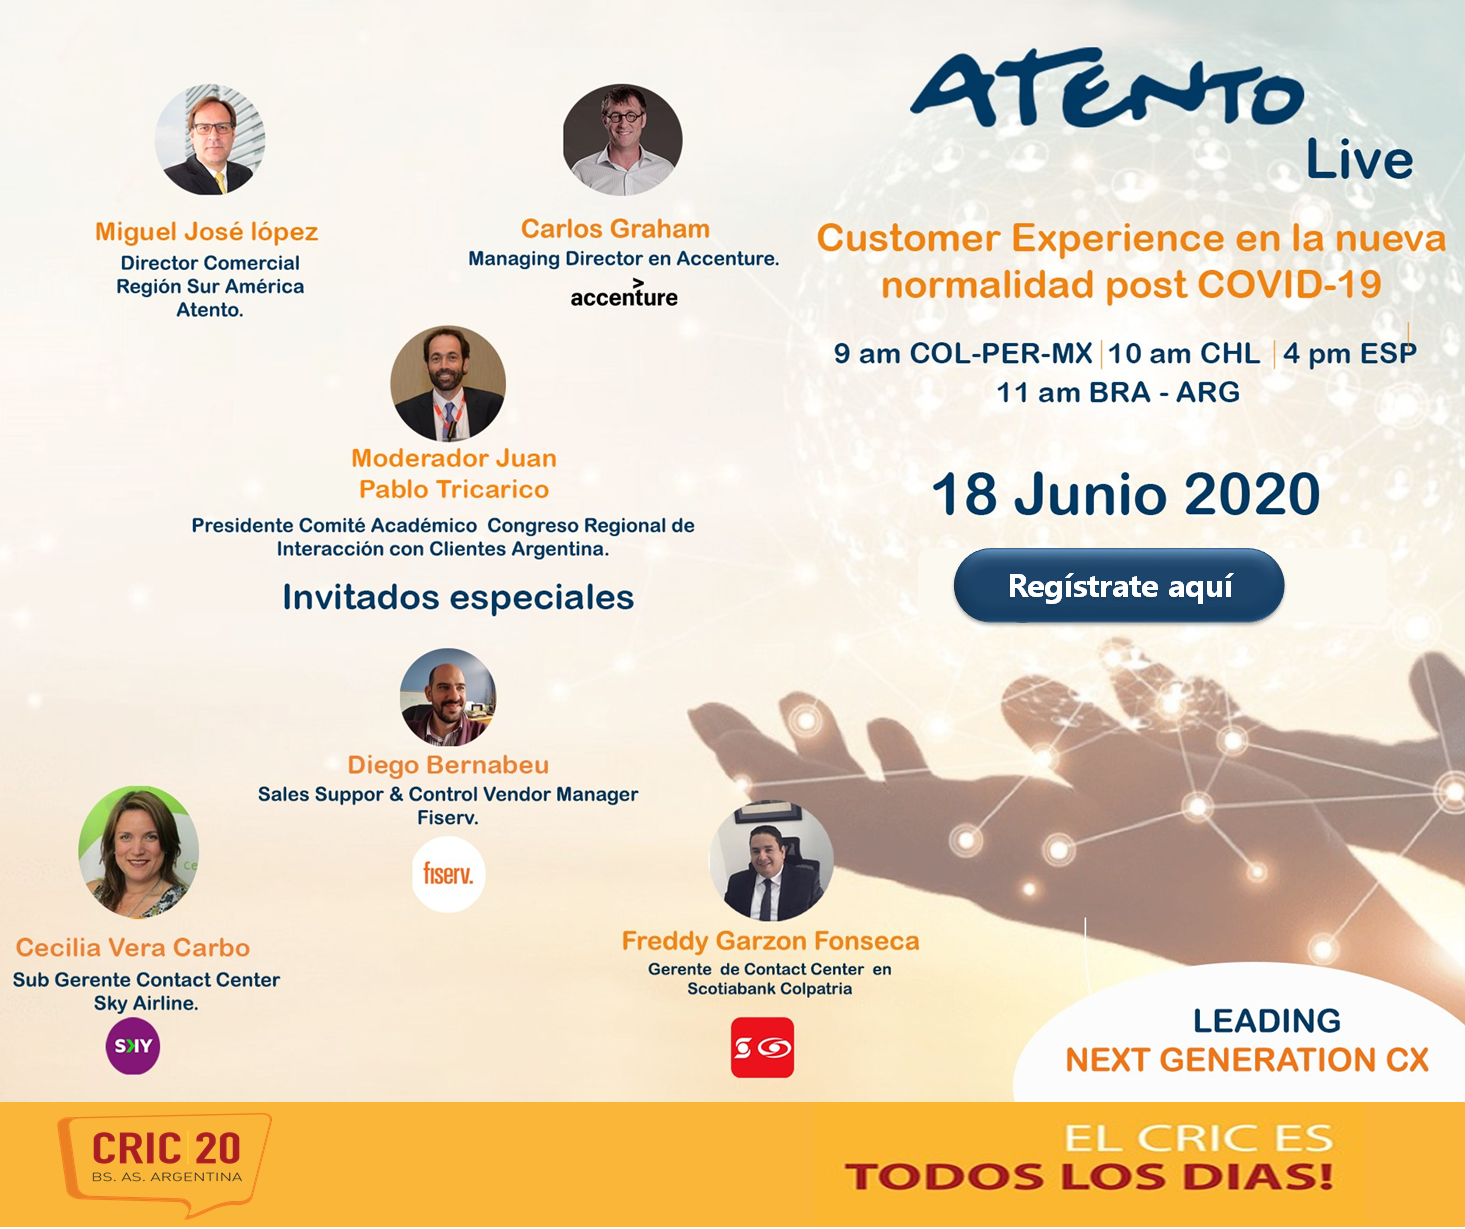 ATENTO
Live
Customer Experience en la nueva
normalidad post COVID-19
9 am COL-PER-MX | 10 am CHL | 4 pm ESP
11 am BRA - ARG
18 Junio 2020
Regístrate aquí
Miguel José lópez
Director Comercial
Región Sur América
Atento.
Carlos Graham
Managing Director en Accenture.
accenture
Moderador Juan
Pablo Tricarico
Presidente Comité Académico Congreso Regional de
Interacción con Clientes Argentina.
Invitados especiales
Diego Bernabeu
Sales Suppor & Control Vendor Manager
Fiserv.
fiserv.
Cecilia Vera Carbo
Sub Gerente Contact Center
Sky Airline.
SKY
Freddy Garzon Fonseca
Gerente de Contact Center en
Scotiabank Colpatria
LEADING
NEXT GENERATION CX
CRIC 20
BS. AS. ARGENTINA
EL CRIC ES
TODOS LOS DIAS!